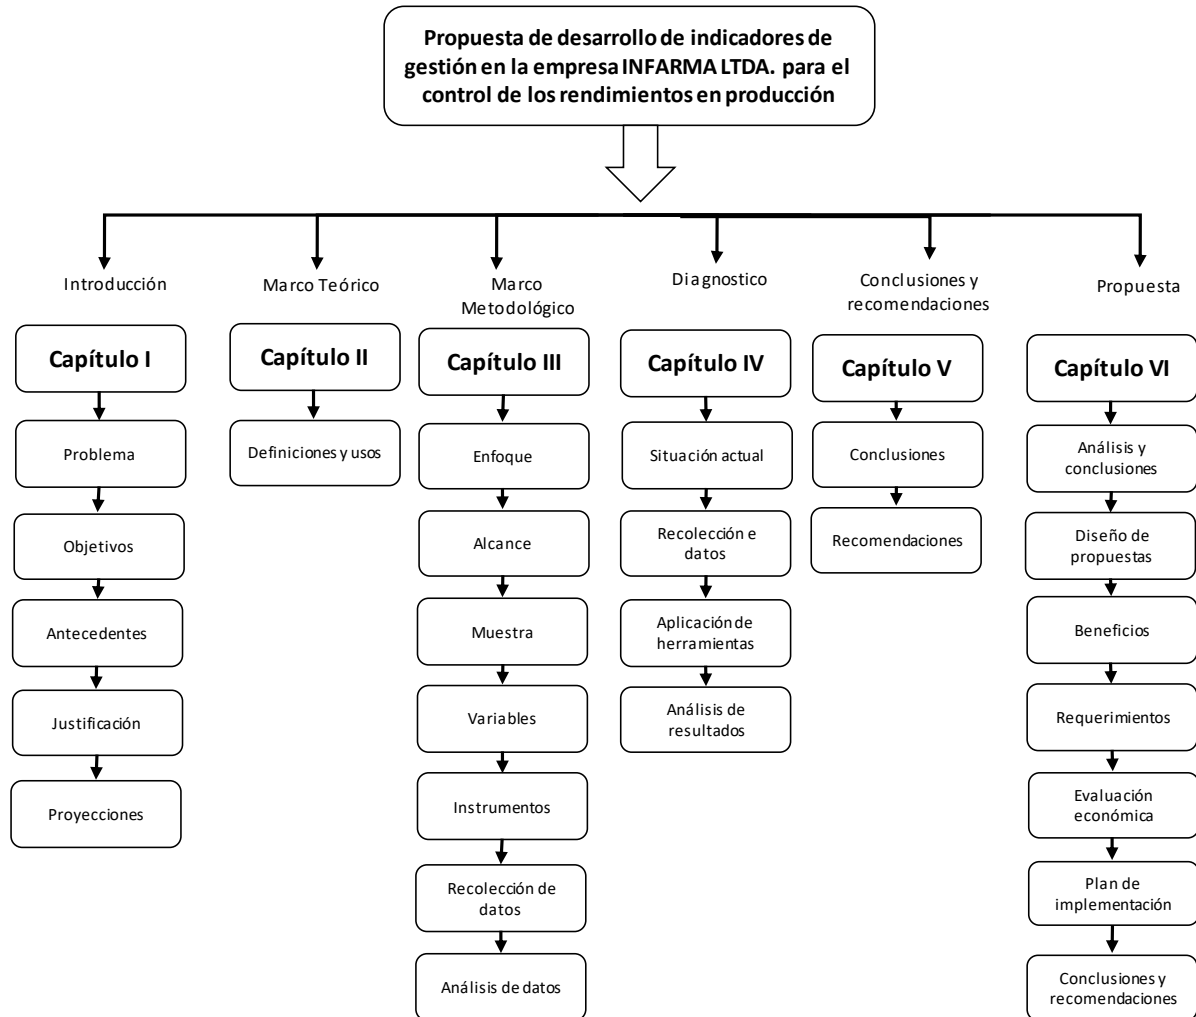 Propuesta de desarrollo de indicadores de
gestión en la empresa INFARMA LTDA. para el
control de los rendimientos en producción
Introducción
Marco Teórico
Marco
Metodológico
Diagnostico
Conclusiones y
recomendaciones
Propuesta
Capítulo I
Problema
Objetivos
Antecedentes
Justificación
Proyecciones
Capítulo II
Definiciones y usos
Capítulo III
Enfoque
Alcance
Muestra
Variables
Instrumentos
Recolección de
datos
Análisis de datos
Capítulo IV
Situación actual
Recolección e
datos
Aplicación de
herramientas
Análisis de
resultados
Capítulo V
Conclusiones
Recomendaciones
Capítulo VI
Análisis y
conclusiones
Diseño de
propuestas
Beneficios
Requerimientos
Evaluación
económica
Plan de
implementación
Conclusiones y
recomendaciones